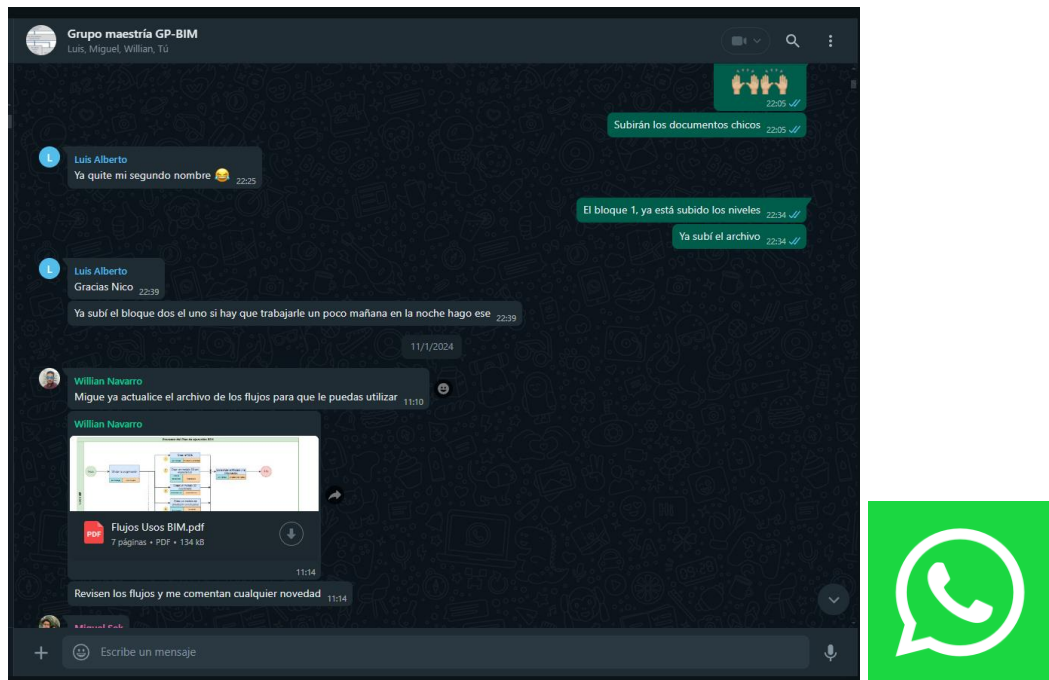 Grupo maestría GP-BIM
Luis, Miguel, Willian, Tú
22:05
Subirán los documentos chicos 22:05
L
Luis Alberto
Ya quite mi segundo nombre 😂 22:25
El bloque 1, ya está subido los niveles 22:34
Ya subí el archivo 22:34
L
Luis Alberto
Gracias Nico 22:39
Ya subí el bloque dos el uno si hay que trabajarle un poco mañana en la noche hago ese 22:39
11/1/2024
Willian Navarro
Migue ya actualice el archivo de los flujos para que le puedas utilizar 11:10
Willian Navarro
PDF
Flujos Usos BIM.pdf
7 páginas • PDF • 134 kB
11:14
Revisen los flujos y me comentan cualquier novedad 11:14
Escribe un mensaje